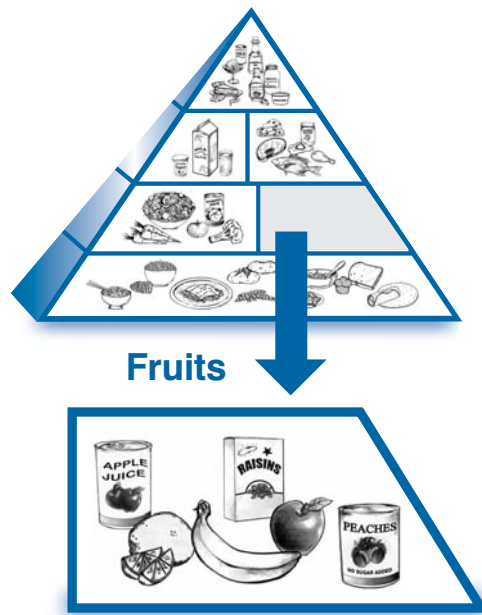 Fruits
APPLE
JUICE
RAISINS
PEACHES
NO SUGAR ADDED